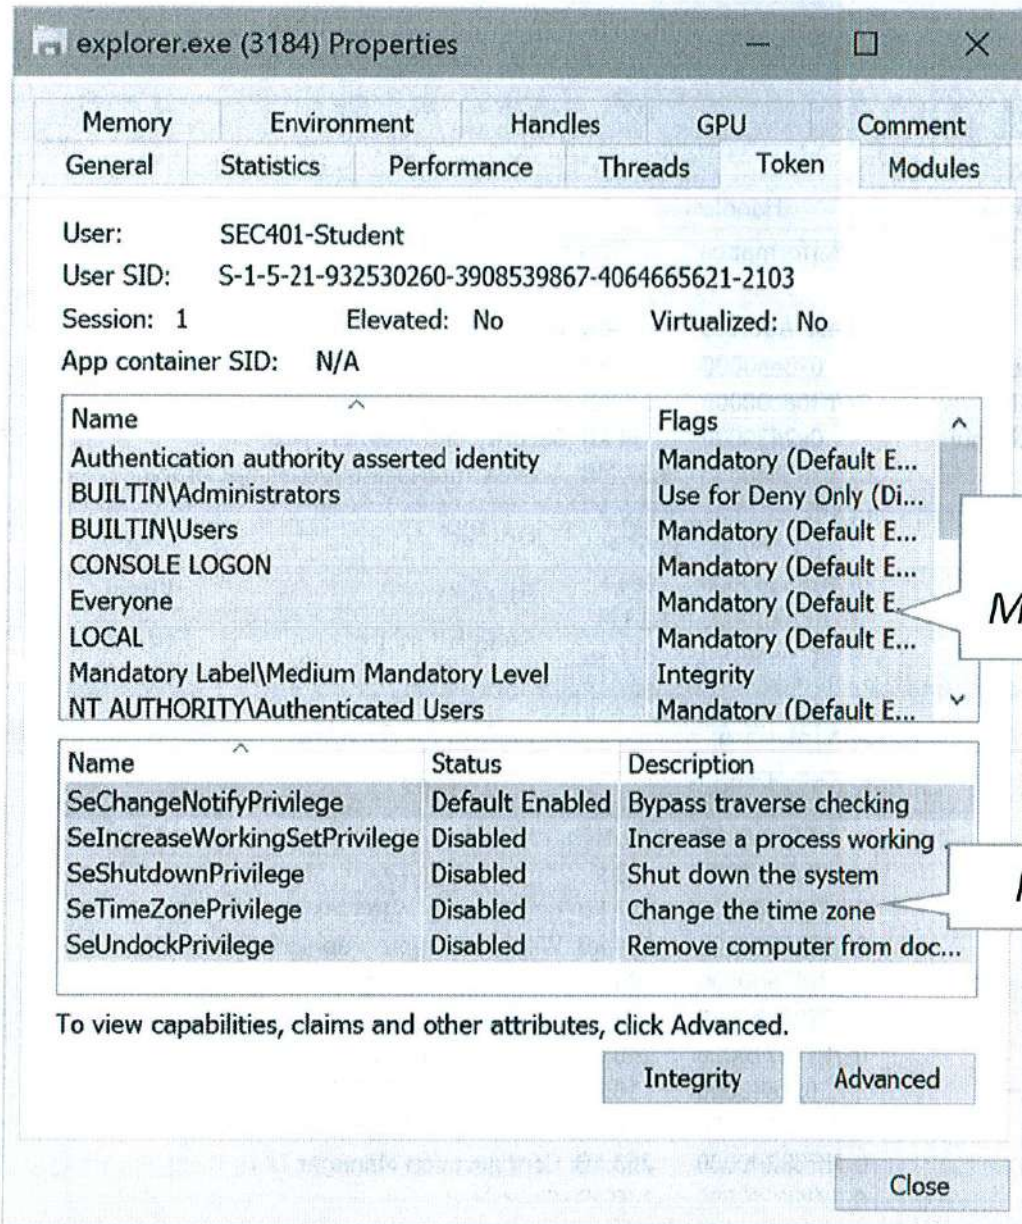 explorer.exe (3184) Properties
Memory Environment Handles GPU Comment
General Statistics Performance Threads Token Modules
User: SEC401-Student
User SID: S-1-5-21-932530260-3908539867-4064665621-2103
Session: 1 Elevated: No Virtualized: No
App container SID: N/A
Name Flags
Authentication authority asserted identity Mandatory (Default E...
BUILTIN\Administrators Use for Deny Only (Di...
BUILTIN\Users Mandatory (Default E...
CONSOLE LOGON Mandatory (Default E...
Everyone Mandatory (Default E...
LOCAL Mandatory (Default E...
Mandatory Label\Medium Mandatory Level Integrity
NT AUTHORITY\Authenticated Users Mandatory (Default E...
M
Name Status Description
SeChangeNotifyPrivilege Default Enabled Bypass traverse checking
SeIncreaseWorkingSetPrivilege Disabled Increase a process working
SeShutdownPrivilege Disabled Shut down the system
SeTimeZonePrivilege Disabled Change the time zone
SeUndockPrivilege Disabled Remove computer from doc...
To view capabilities, claims and other attributes, click Advanced.
Integrity Advanced
Close